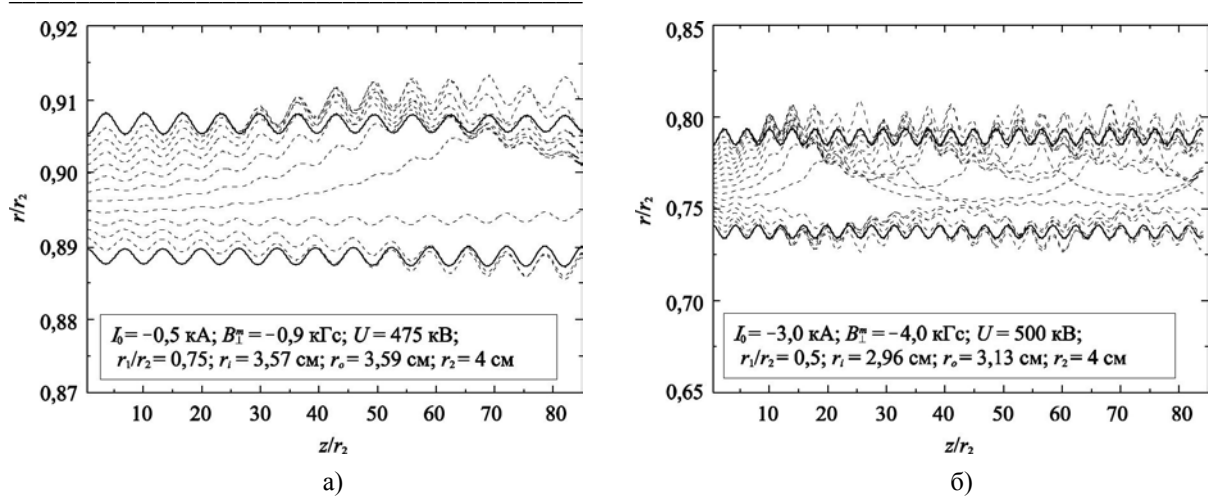 0,92
0,91
0,90
0,89
0,88
0,87
r/r₂
I₀ = −0,5 кА; B⊥ᵐ = −0,9 кГс; U = 475 кВ;
r₁/r₂ = 0,75; rᵢ = 3,57 см; rₒ = 3,59 см; r₂ = 4 см
10 20 30 40 50 60 70 80
z/r₂
а)
0,85
0,80
0,75
0,70
0,65
r/r₂
I₀ = −3,0 кА; B⊥ᵐ = −4,0 кГс; U = 500 кВ;
r₁/r₂ = 0,5; rᵢ = 2,96 см; rₒ = 3,13 см; r₂ = 4 см
10 20 30 40 50 60 70 80
z/r₂
б)